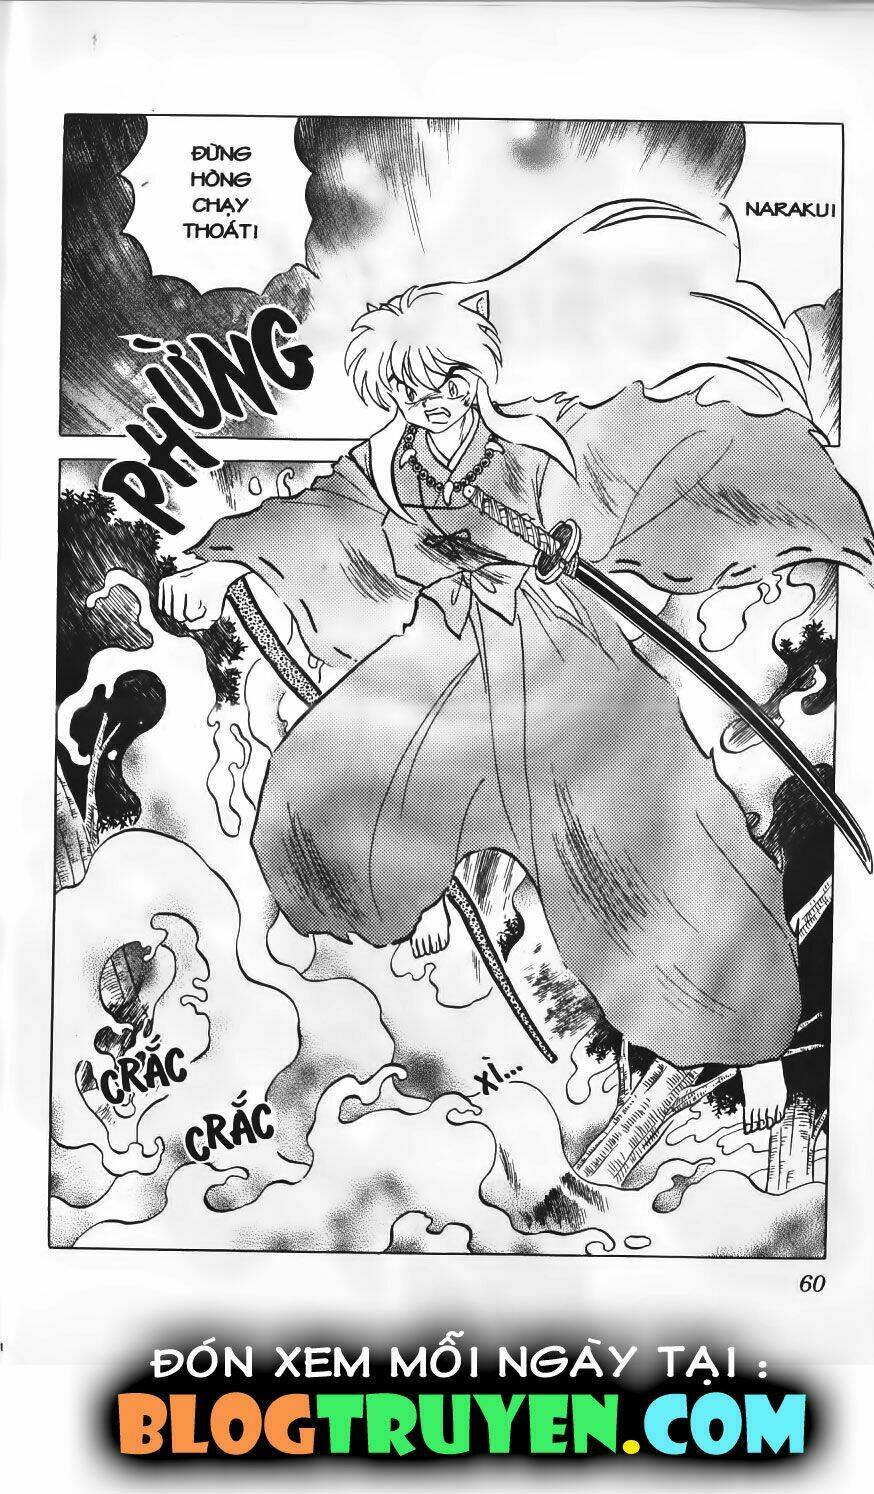 NARAKU!
ĐỪNG
HÒNG
CHẠY
THOÁT!
PHỪNG
CRẮC
CRẮC
XÌ...
60
ĐÓN XEM MỖI NGÀY TẠI :
BLOGTRUYEN.COM